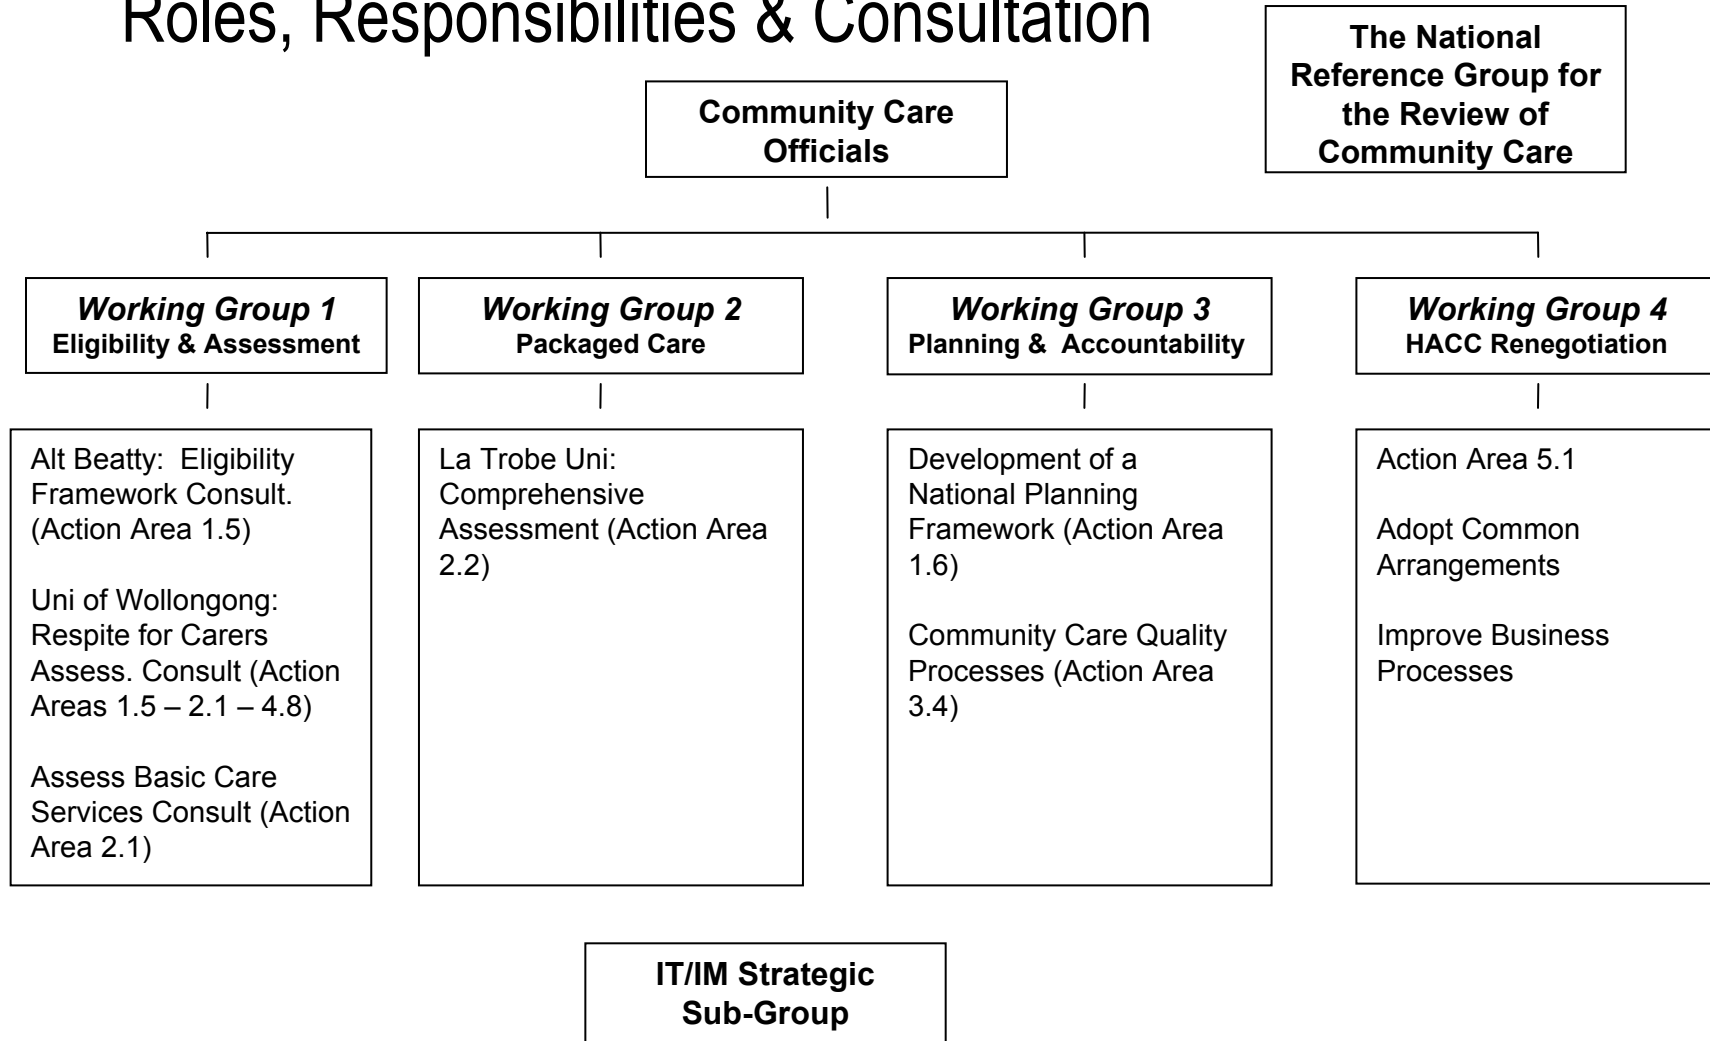 Roles, Responsibilities & Consultation
The National
Reference Group for
the Review of
Community Care
Community Care
Officials
Working Group 1
Eligibility & Assessment
Working Group 2
Packaged Care
Working Group 3
Planning &  Accountability
Working Group 4
HACC Renegotiation
Alt Beatty:  Eligibility
Framework Consult.
(Action Area 1.5)
Uni of Wollongong:
Respite for Carers
Assess. Consult (Action
Areas 1.5 – 2.1 – 4.8)
Assess Basic Care
Services Consult (Action
Area 2.1)
La Trobe Uni:
Comprehensive
Assessment (Action Area
2.2)
Development of a
National Planning
Framework (Action Area
1.6)
Community Care Quality
Processes (Action Area
3.4)
Action Area 5.1
Adopt Common
Arrangements
Improve Business
Processes
IT/IM Strategic
Sub-Group